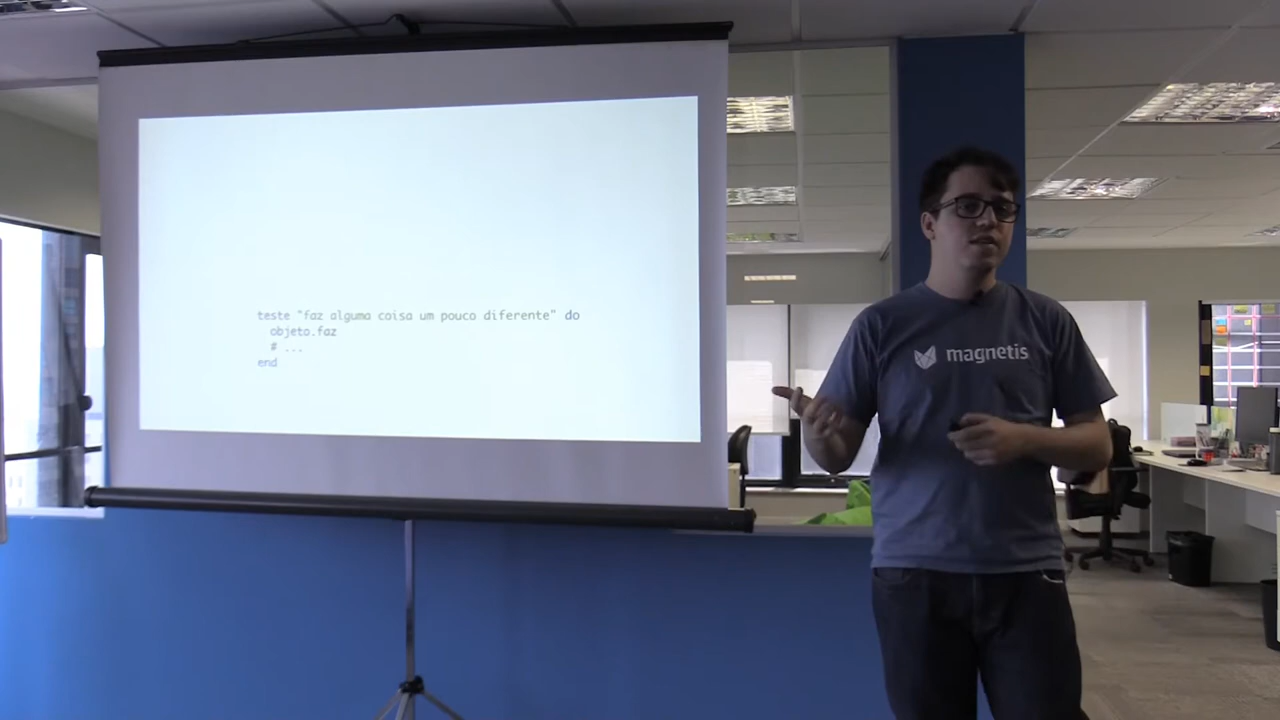 teste "faz alguma coisa um pouco diferente" do
objeto.faz
# ...
end
magnetis